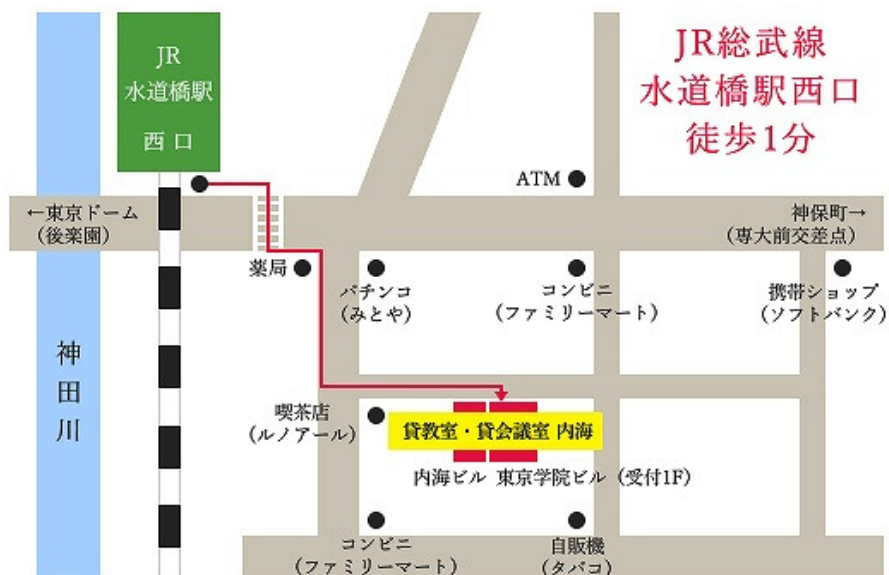 JR
水道橋駅
西口
JR総武線
水道橋駅西口
徒歩1分
ATM
←東京ドーム
(後楽園)
神保町→
(専大前交差点)
薬局
パチンコ
(みとや)
コンビニ
(ファミリーマート)
携帯ショップ
(ソフトバンク)
神田川
喫茶店
(ルノアール)
貸教室・貸会議室 内海
内海ビル 東京学院ビル (受付1F)
コンビニ
(ファミリーマート)
自販機
(タバコ)